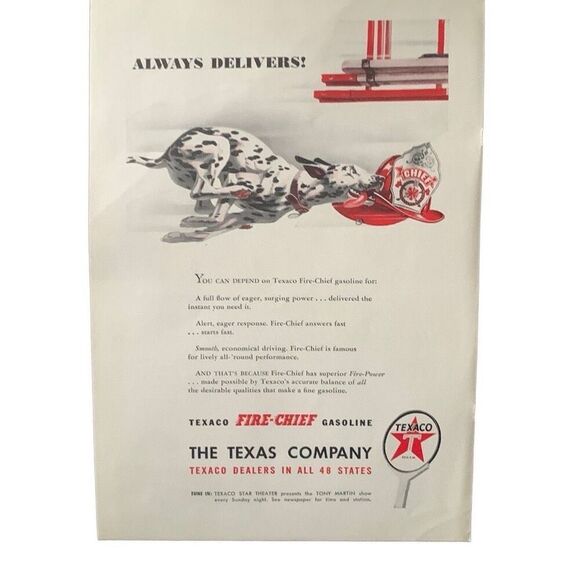 ALWAYS DELIVERS!
CHIEF
YOU CAN DEPEND on Texaco Fire-Chief gasoline for:
A full flow of eager, surging power . . . delivered the
instant you need it.
Alert, eager response. Fire-Chief answers fast
. . . starts fast.
Smooth, economical driving. Fire-Chief is famous
for lively all-'round performance.
AND THAT'S BECAUSE Fire-Chief has superior Fire-Power
. . . made possible by Texaco's accurate balance of all
the desirable qualities that make a fine gasoline.
TEXACO FIRE-CHIEF GASOLINE
TEXACO
T
THE TEXAS COMPANY
TEXACO DEALERS IN ALL 48 STATES
TUNE IN: TEXACO STAR THEATER presents the TONY MARTIN show
every Sunday night. See newspaper for time and station.